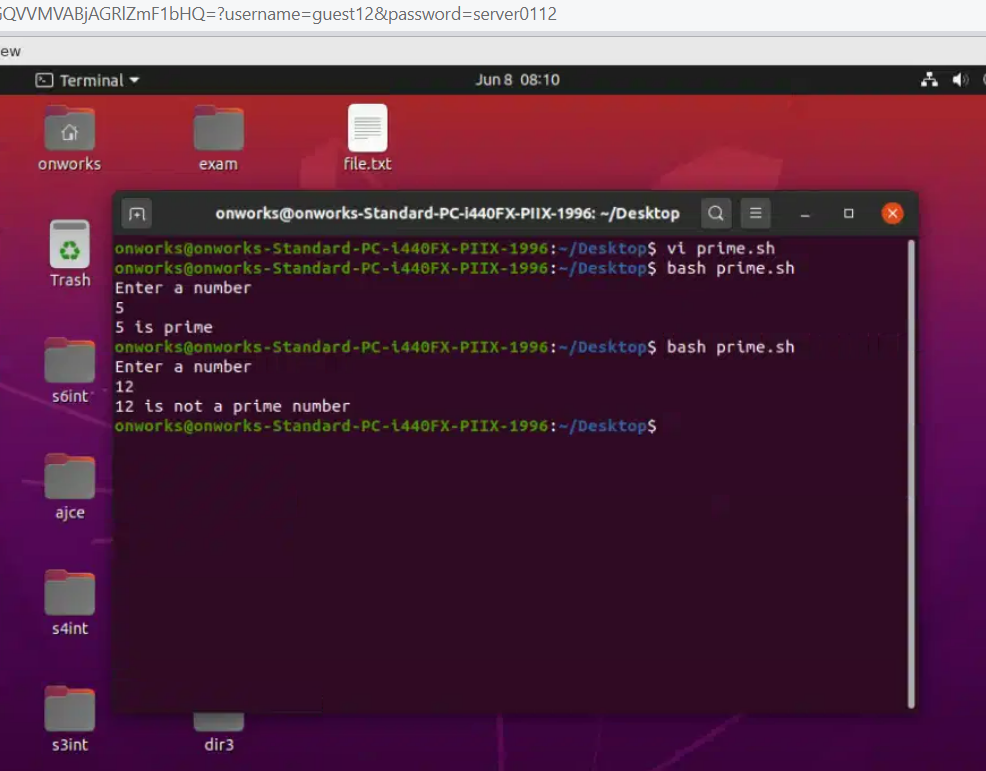 GQVVMVABjAGRlZmF1bHQ=?username=guest12&password=server0112
ew
Terminal
Jun 8 08:10
onworks
exam
file.txt
Trash
s6int
ajce
s4int
s3int
dir3
onworks@onworks-Standard-PC-i440FX-PIIX-1996: ~/Desktop
onworks@onworks-Standard-PC-i440FX-PIIX-1996:~/Desktop$ vi prime.sh
onworks@onworks-Standard-PC-i440FX-PIIX-1996:~/Desktop$ bash prime.sh
Enter a number
5
5 is prime
onworks@onworks-Standard-PC-i440FX-PIIX-1996:~/Desktop$ bash prime.sh
Enter a number
12
12 is not a prime number
onworks@onworks-Standard-PC-i440FX-PIIX-1996:~/Desktop$